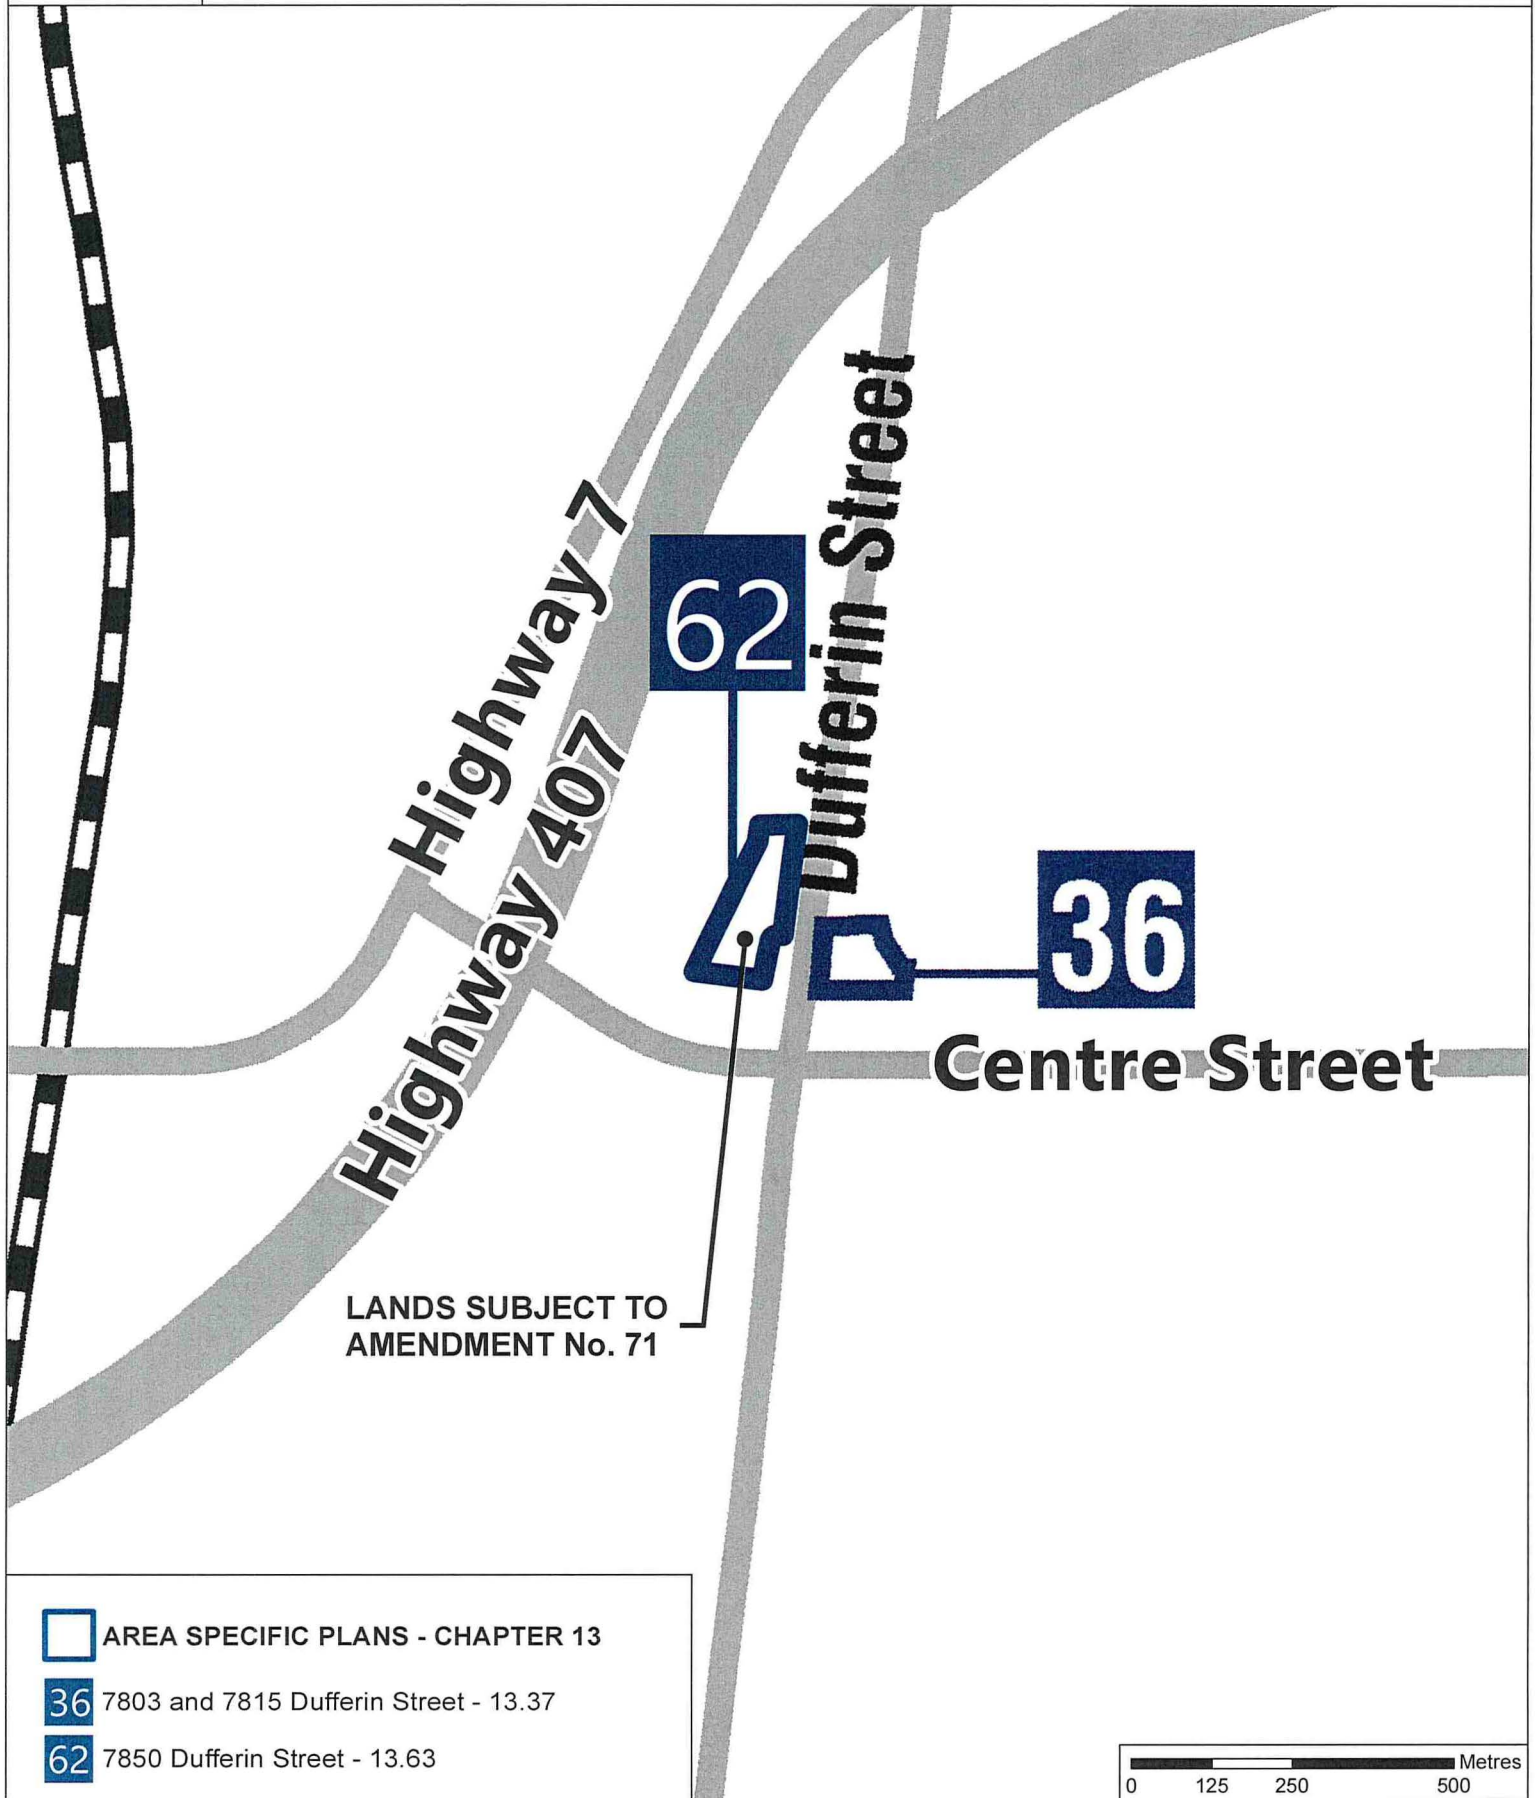 Highway 7
62
Dufferin Street
Highway 407
36
Centre Street
LANDS SUBJECT TO
AMENDMENT No. 71
AREA SPECIFIC PLANS - CHAPTER 13
36 7803 and 7815 Dufferin Street - 13.37
62 7850 Dufferin Street - 13.63
Metres
0 125 250 500